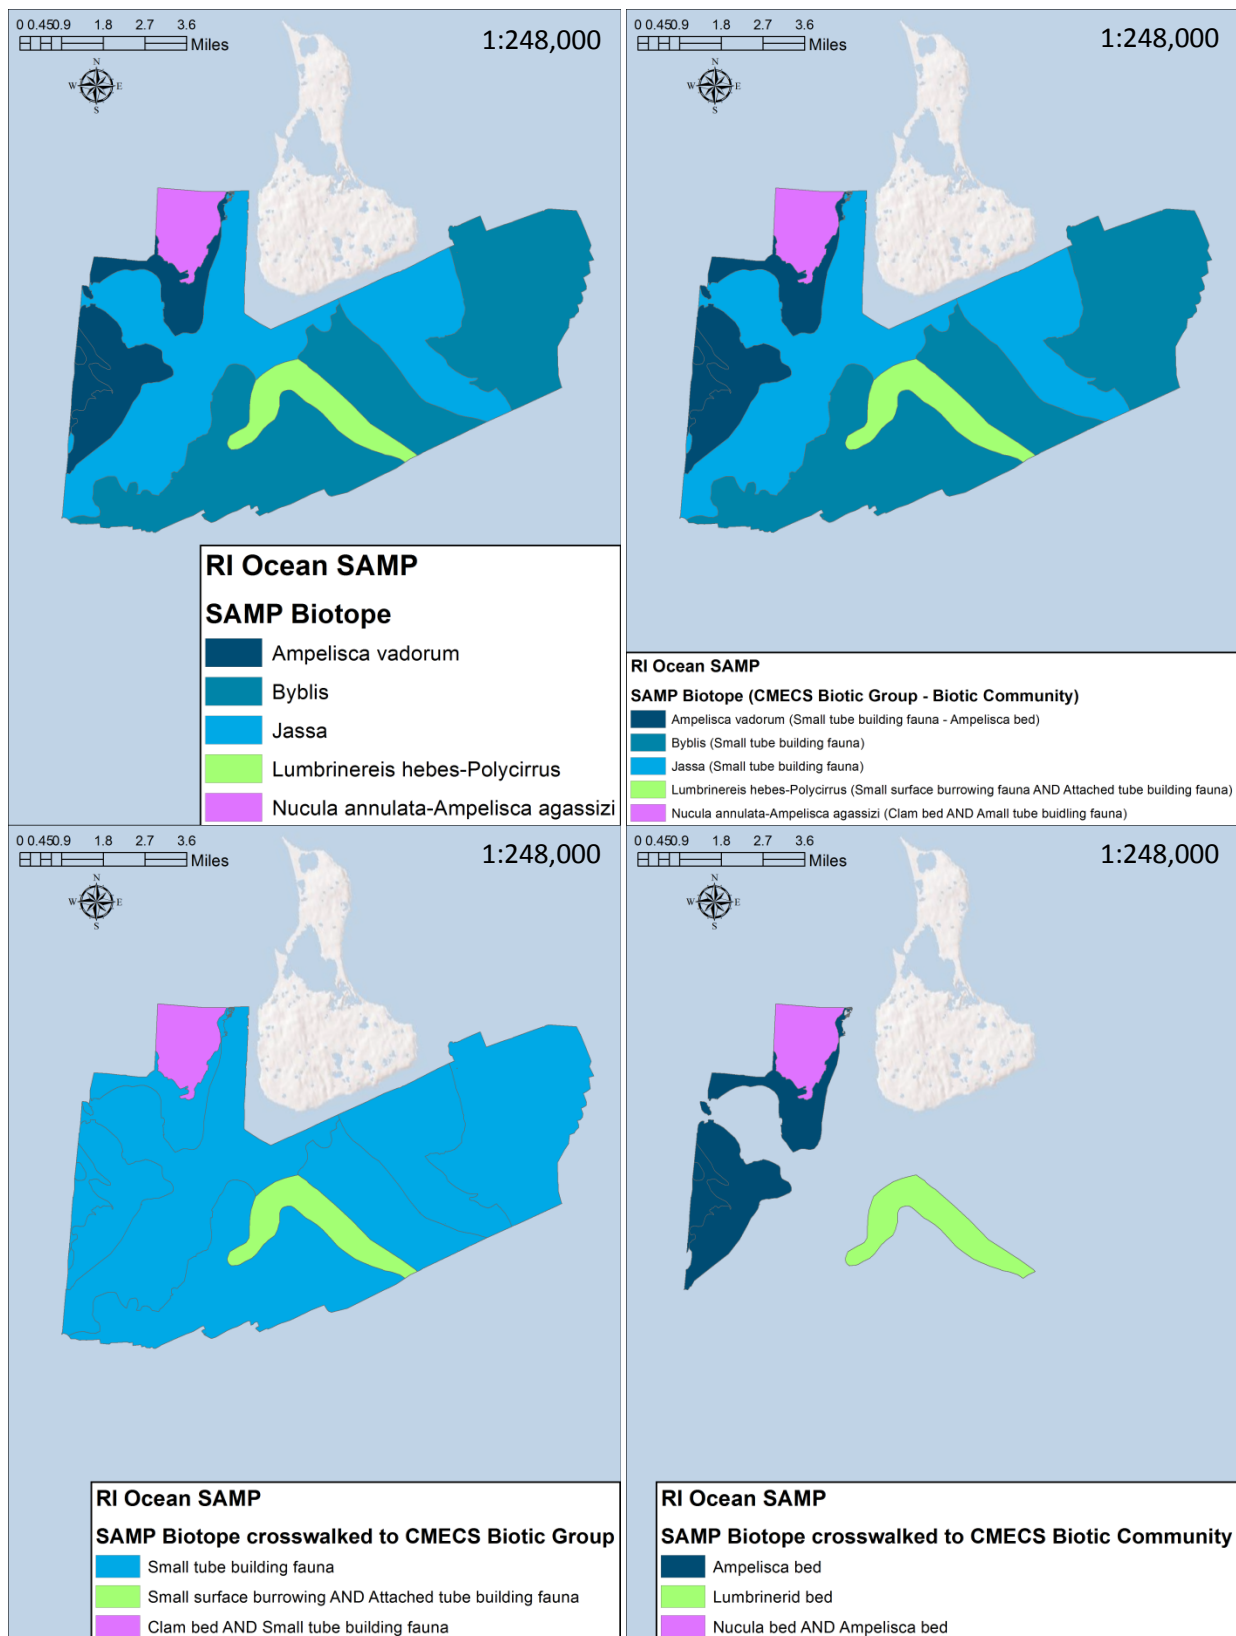 0 0.450.9 1.8 2.7 3.6
Miles
1:248,000
N
W E
S
RI Ocean SAMP
SAMP Biotope
Ampelisca vadorum
Byblis
Jassa
Lumbrinereis hebes-Polycirrus
Nucula annulata-Ampelisca agassizi
0 0.450.9 1.8 2.7 3.6
Miles
1:248,000
N
W E
S
RI Ocean SAMP
SAMP Biotope (CMECS Biotic Group - Biotic Community)
Ampelisca vadorum (Small tube building fauna - Ampelisca bed)
Byblis (Small tube building fauna)
Jassa (Small tube building fauna)
Lumbrinereis hebes-Polycirrus (Small surface burrowing fauna AND Attached tube building fauna)
Nucula annulata-Ampelisca agassizi (Clam bed AND Amall tube buidling fauna)
0 0.450.9 1.8 2.7 3.6
Miles
1:248,000
N
W E
S
RI Ocean SAMP
SAMP Biotope crosswalked to CMECS Biotic Group
Small tube building fauna
Small surface burrowing AND Attached tube building fauna
Clam bed AND Small tube building fauna
0 0.450.9 1.8 2.7 3.6
Miles
1:248,000
N
W E
S
RI Ocean SAMP
SAMP Biotope crosswalked to CMECS Biotic Community
Ampelisca bed
Lumbrinerid bed
Nucula bed AND Ampelisca bed